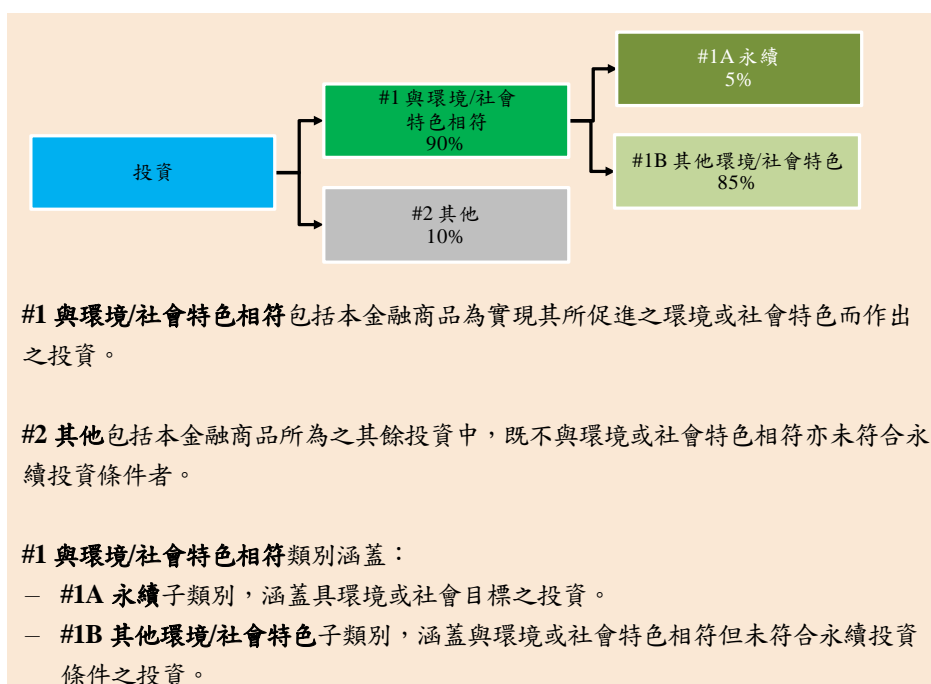 #1A 永續
5%
#1 與環境/社會
特色相符
90%
投資
#1B 其他環境/社會特色
85%
#2 其他
10%
#1 與環境/社會特色相符包括本金融商品為實現其所促進之環境或社會特色而作出
之投資。
#2 其他包括本金融商品所為之其餘投資中，既不與環境或社會特色相符亦未符合永
續投資條件者。
#1 與環境/社會特色相符類別涵蓋：
– #1A 永續子類別，涵蓋具環境或社會目標之投資。
– #1B 其他環境/社會特色子類別，涵蓋與環境或社會特色相符但未符合永續投資
條件之投資。